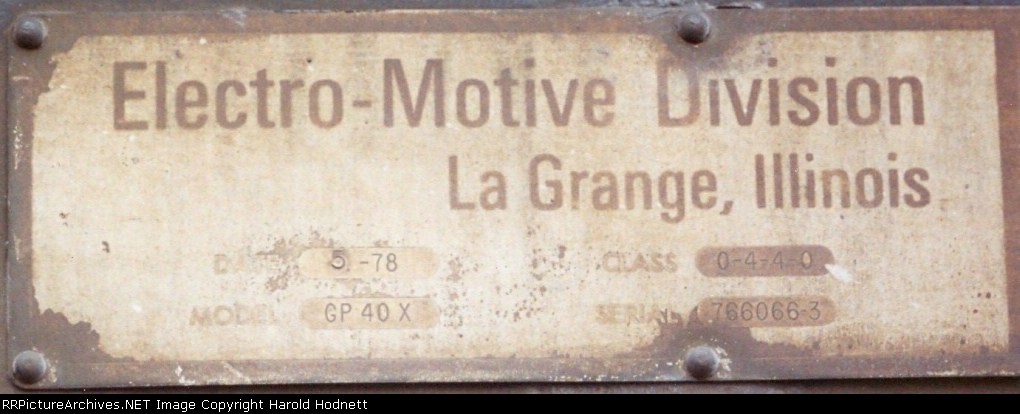 Electro-Motive Division
La Grange, Illinois
DATE 5-78 CLASS 0-4-4-0
MODEL GP 40 X SERIAL 766066-3
RRPictureArchives.NET Image Copyright Harold Hodnett